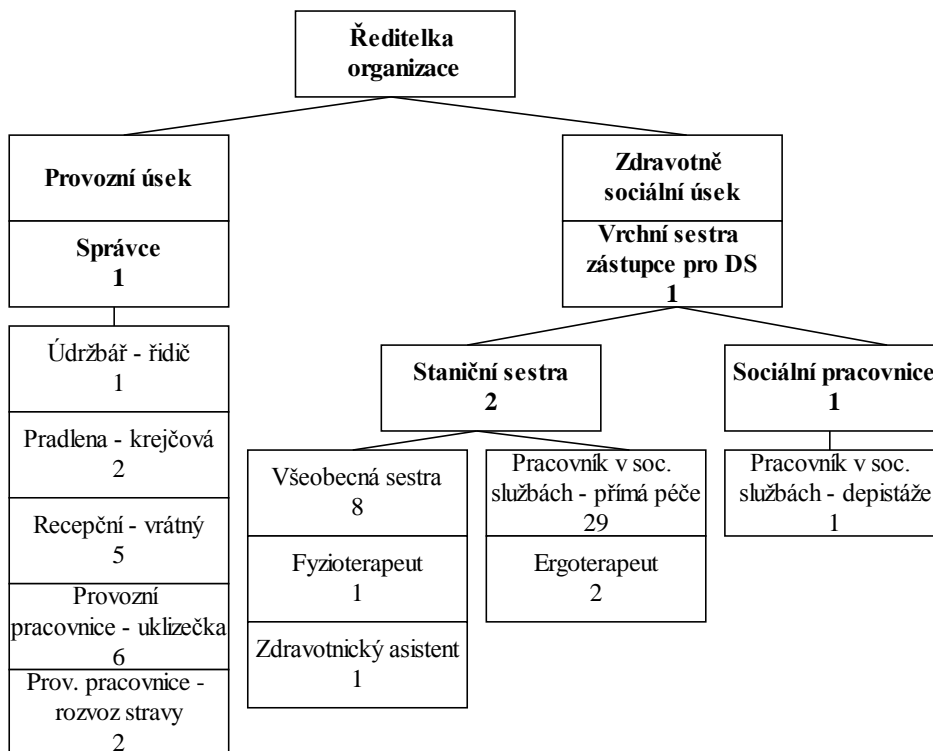 Ředitelka
organizace
Provozní úsek
Správce
1
Údržbář - řidič
1
Pradlena - krejčová
2
Recepční - vrátný
5
Provozní
pracovnice - uklizečka
6
Prov. pracovnice -
rozvoz stravy
2
Zdravotně
sociální úsek
Vrchní sestra
zástupce pro DS
1
Staniční sestra
2
Všeobecná sestra
8
Fyzioterapeut
1
Zdravotnický asistent
1
Pracovník v soc.
službách - přímá péče
29
Ergoterapeut
2
Sociální pracovnice
1
Pracovník v soc.
službách - depistáže
1